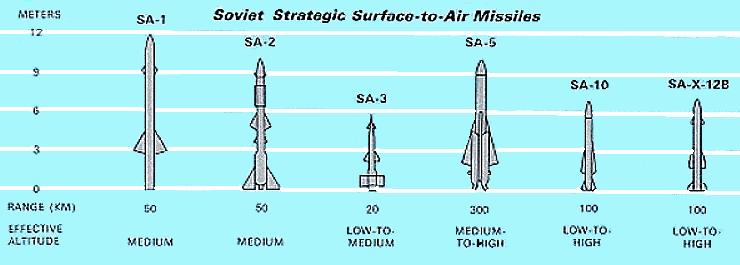 Soviet Strategic Surface-to-Air Missiles
METERS
SA-1
SA-2
SA-3
SA-5
SA-10
SA-X-12B
12
9
6
3
0
RANGE (KM) 50 50 20 300 100 100
EFFECTIVE
ALTITUDE
MEDIUM
MEDIUM
LOW-TO-
MEDIUM
MEDIUM-
TO-HIGH
LOW-TO-
HIGH
LOW-TO-
HIGH